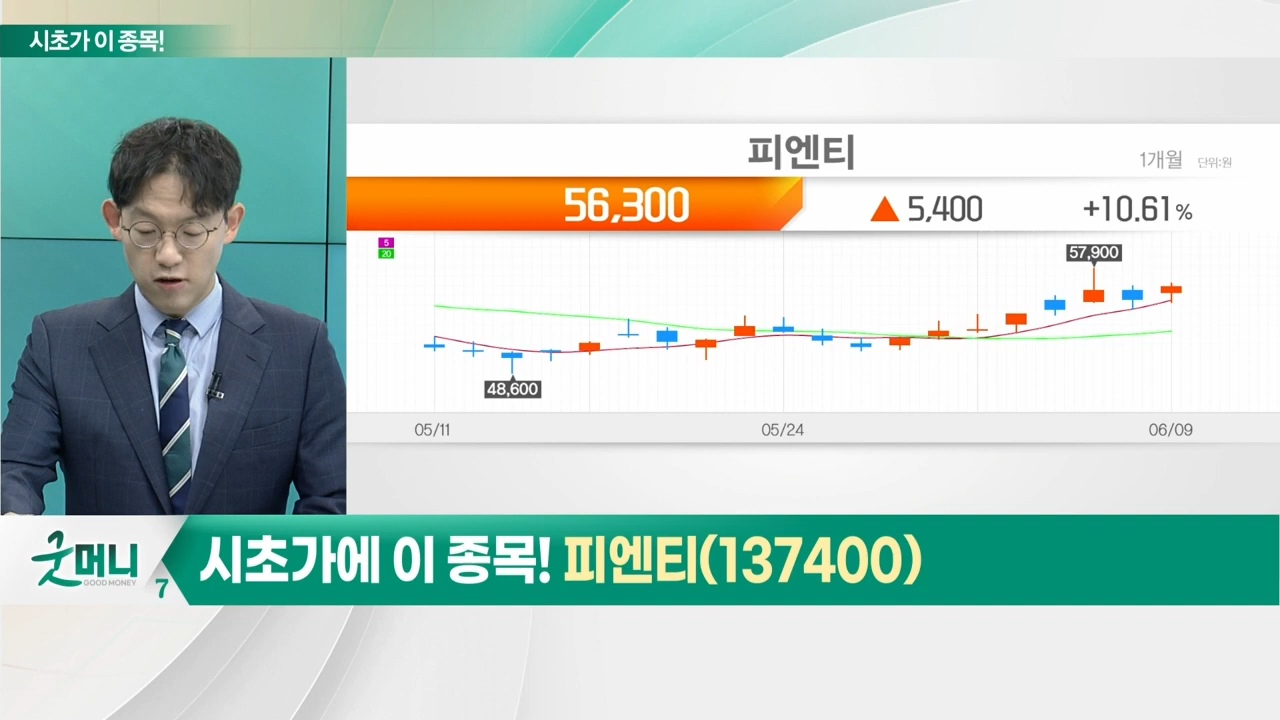 시초가 이 종목!
피엔티
1개월 단위:원
56,300 ▲ 5,400 +10.61%
5
20
57,900
48,600
05/11 05/24 06/09
굿머니
GOOD MONEY
7
시초가에 이 종목! 피엔티(137400)